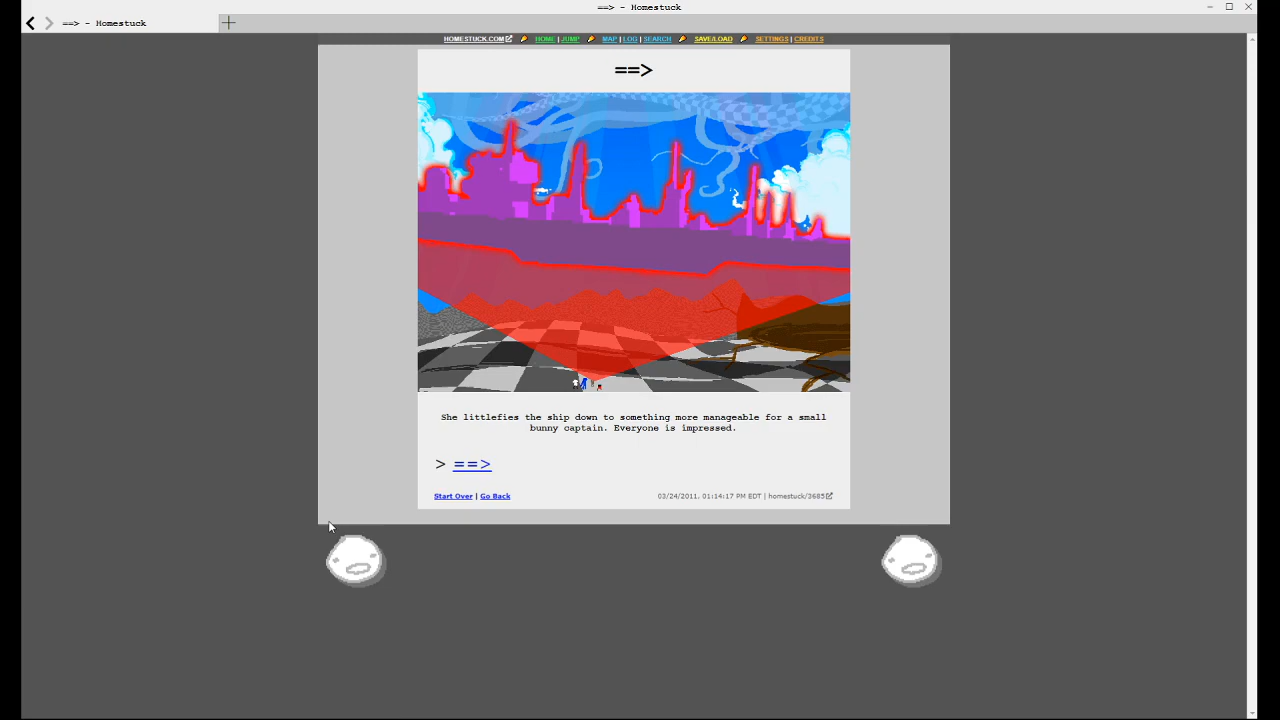 ==> - Homestuck
==> - Homestuck
HOMESTUCK.COM HOME | JUMP MAP | LOG | SEARCH SAVE/LOAD SETTINGS | CREDITS
==>
She littlefies the ship down to something more manageable for a small
bunny captain. Everyone is impressed.
> ==>
Start Over | Go Back 03/24/2011, 01:14:17 PM EDT | homestuck/3685